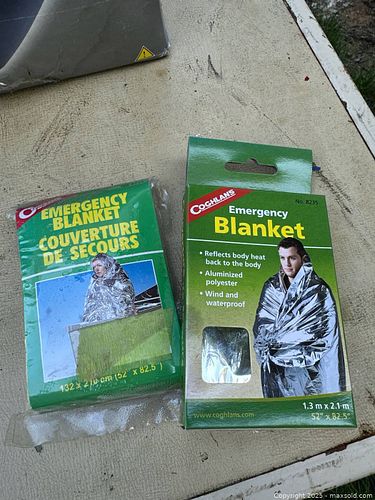 EMERGENCY
BLANKET
COUVERTURE
DE SECOURS
132 x 210 cm (52" x 82.5")
COGHLAN'S
No. 8235
Emergency
Blanket
• Reflects body heat
back to the body
• Aluminized
polyester
• Wind and
waterproof
1.3 m x 2.1 m
52" x 82.5"
www.coghlans.com
Copyright 2025 - maxsold.com